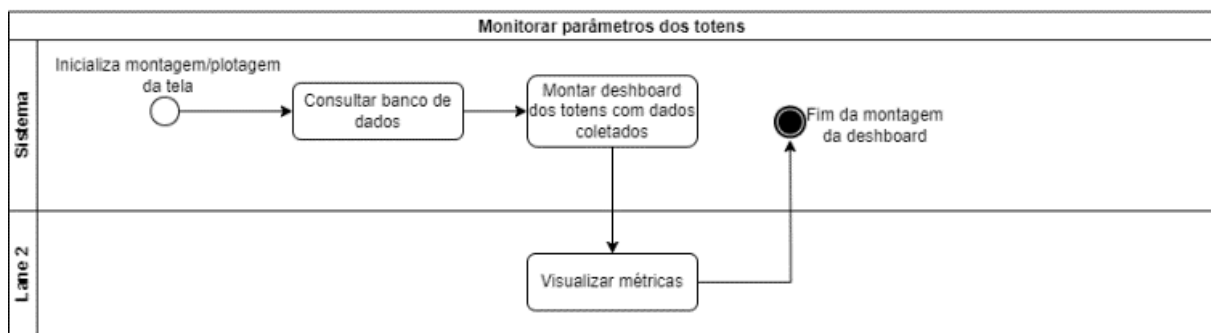 Monitorar parâmetros dos totens
Sistema
Inicializa montagem/plotagem
da tela
Consultar banco de
dados
Montar deshboard
dos totens com dados
coletados
Fim da montagem
da deshboard
Lane 2
Visualizar métricas